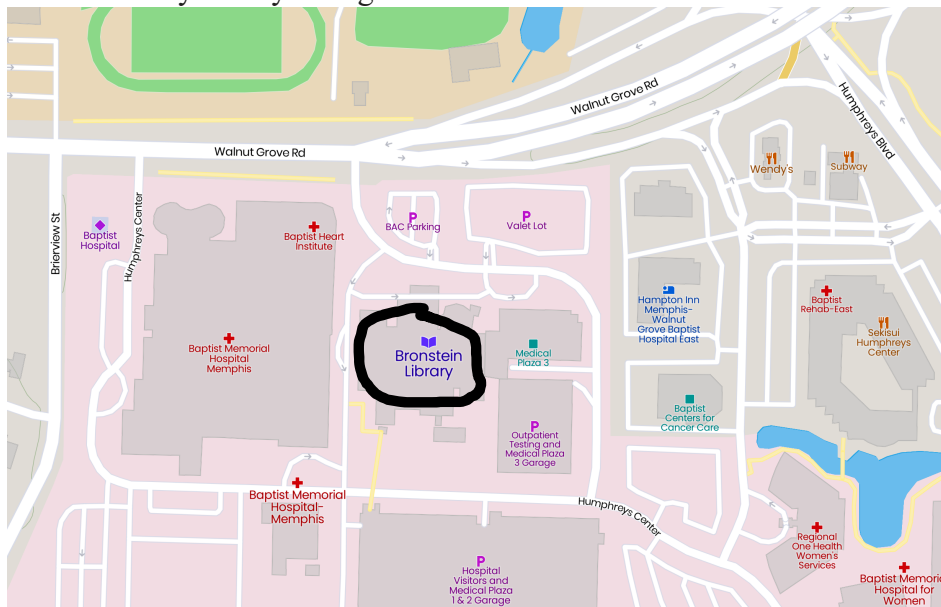 Walnut Grove Rd
Humphreys Blvd
Walnut Grove Rd
Wendy's
Subway
Brierview St
Humphreys Center
Baptist
Hospital
Baptist Heart
Institute
BAC Parking
Valet Lot
Hampton Inn
Memphis-
Walnut
Grove Baptist
Hospital East
Baptist
Rehab-East
Sekisui
Humphreys
Center
Baptist Memorial
Hospital
Memphis
Bronstein
Library
Medical
Plaza 3
Baptist
Centers for
Cancer Care
Outpatient
Testing and
Medical Plaza
3 Garage
Baptist Memorial
Hospital-
Memphis
Humphreys Center
Regional
One Health
Women's
Services
Hospital
Visitors and
Medical Plaza
1 & 2 Garage
Hospital for
Women